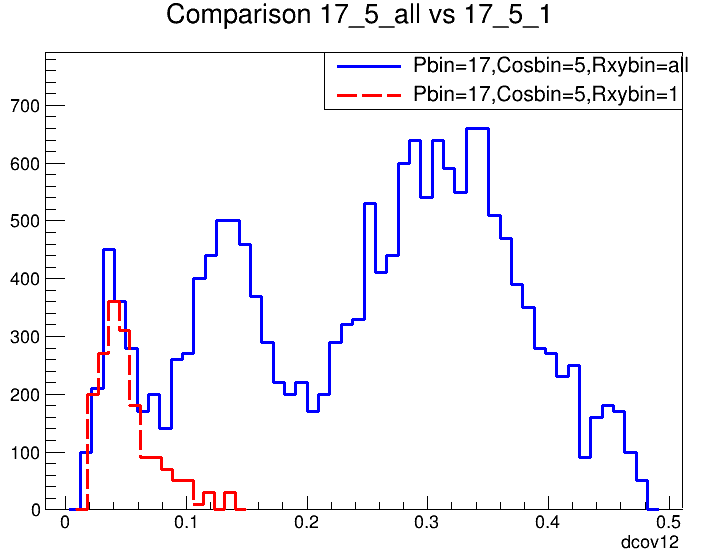 Comparison 17_5_all vs 17_5_1
Pbin=17,Cosbin=5,Rxybin=all
Pbin=17,Cosbin=5,Rxybin=1
700
600
500
400
300
200
100
0
0 0.1 0.2 0.3 0.4 0.5
dcov12